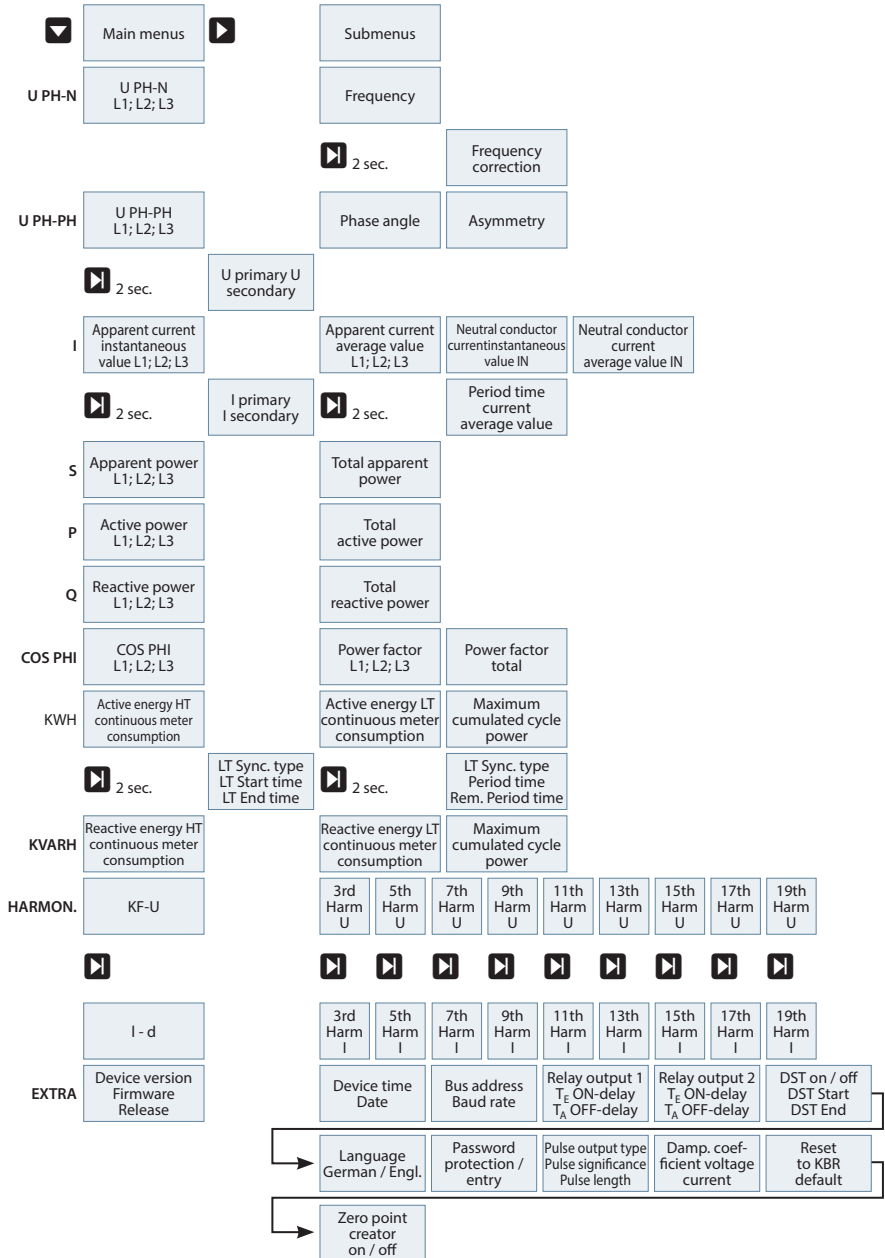 Main menus
Submenus
U PH-N
U PH-N
L1; L2; L3
Frequency
2 sec.
Frequency
correction
U PH-PH
U PH-PH
L1; L2; L3
Phase angle
Asymmetry
2 sec.
U primary U
secondary
I
Apparent current
instantaneous
value L1; L2; L3
Apparent current
average value
L1; L2; L3
Neutral conductor
currentinstantaneous
value IN
Neutral conductor
current
average value IN
2 sec.
I primary
I secondary
2 sec.
Period time
current
average value
S
Apparent power
L1; L2; L3
Total apparent
power
P
Active power
L1; L2; L3
Total
active power
Q
Reactive power
L1; L2; L3
Total
reactive power
COS PHI
COS PHI
L1; L2; L3
Power factor
L1; L2; L3
Power factor
total
KWH
Active energy HT
continuous meter
consumption
Active energy LT
continuous meter
consumption
Maximum
cumulated cycle
power
2 sec.
LT Sync. type
LT Start time
LT End time
2 sec.
LT Sync. type
Period time
Rem. Period time
KVARH
Reactive energy HT
continuous meter
consumption
Reactive energy LT
continuous meter
consumption
Maximum
cumulated cycle
power
HARMON.
KF-U
3rd
Harm
U
5th
Harm
U
7th
Harm
U
9th
Harm
U
11th
Harm
U
13th
Harm
U
15th
Harm
U
17th
Harm
U
19th
Harm
U
I - d
3rd
Harm
I
5th
Harm
I
7th
Harm
I
9th
Harm
I
11th
Harm
I
13th
Harm
I
15th
Harm
I
17th
Harm
I
19th
Harm
I
EXTRA
Device version
Firmware
Release
Device time
Date
Bus address
Baud rate
Relay output 1
TE ON-delay
TA OFF-delay
Relay output 2
TE ON-delay
TA OFF-delay
DST on / off
DST Start
DST End
Language
German / Engl.
Password
protection /
entry
Pulse output type
Pulse significance
Pulse length
Damp. coef-
ficient voltage
current
Reset
to KBR
default
Zero point
creator
on / off